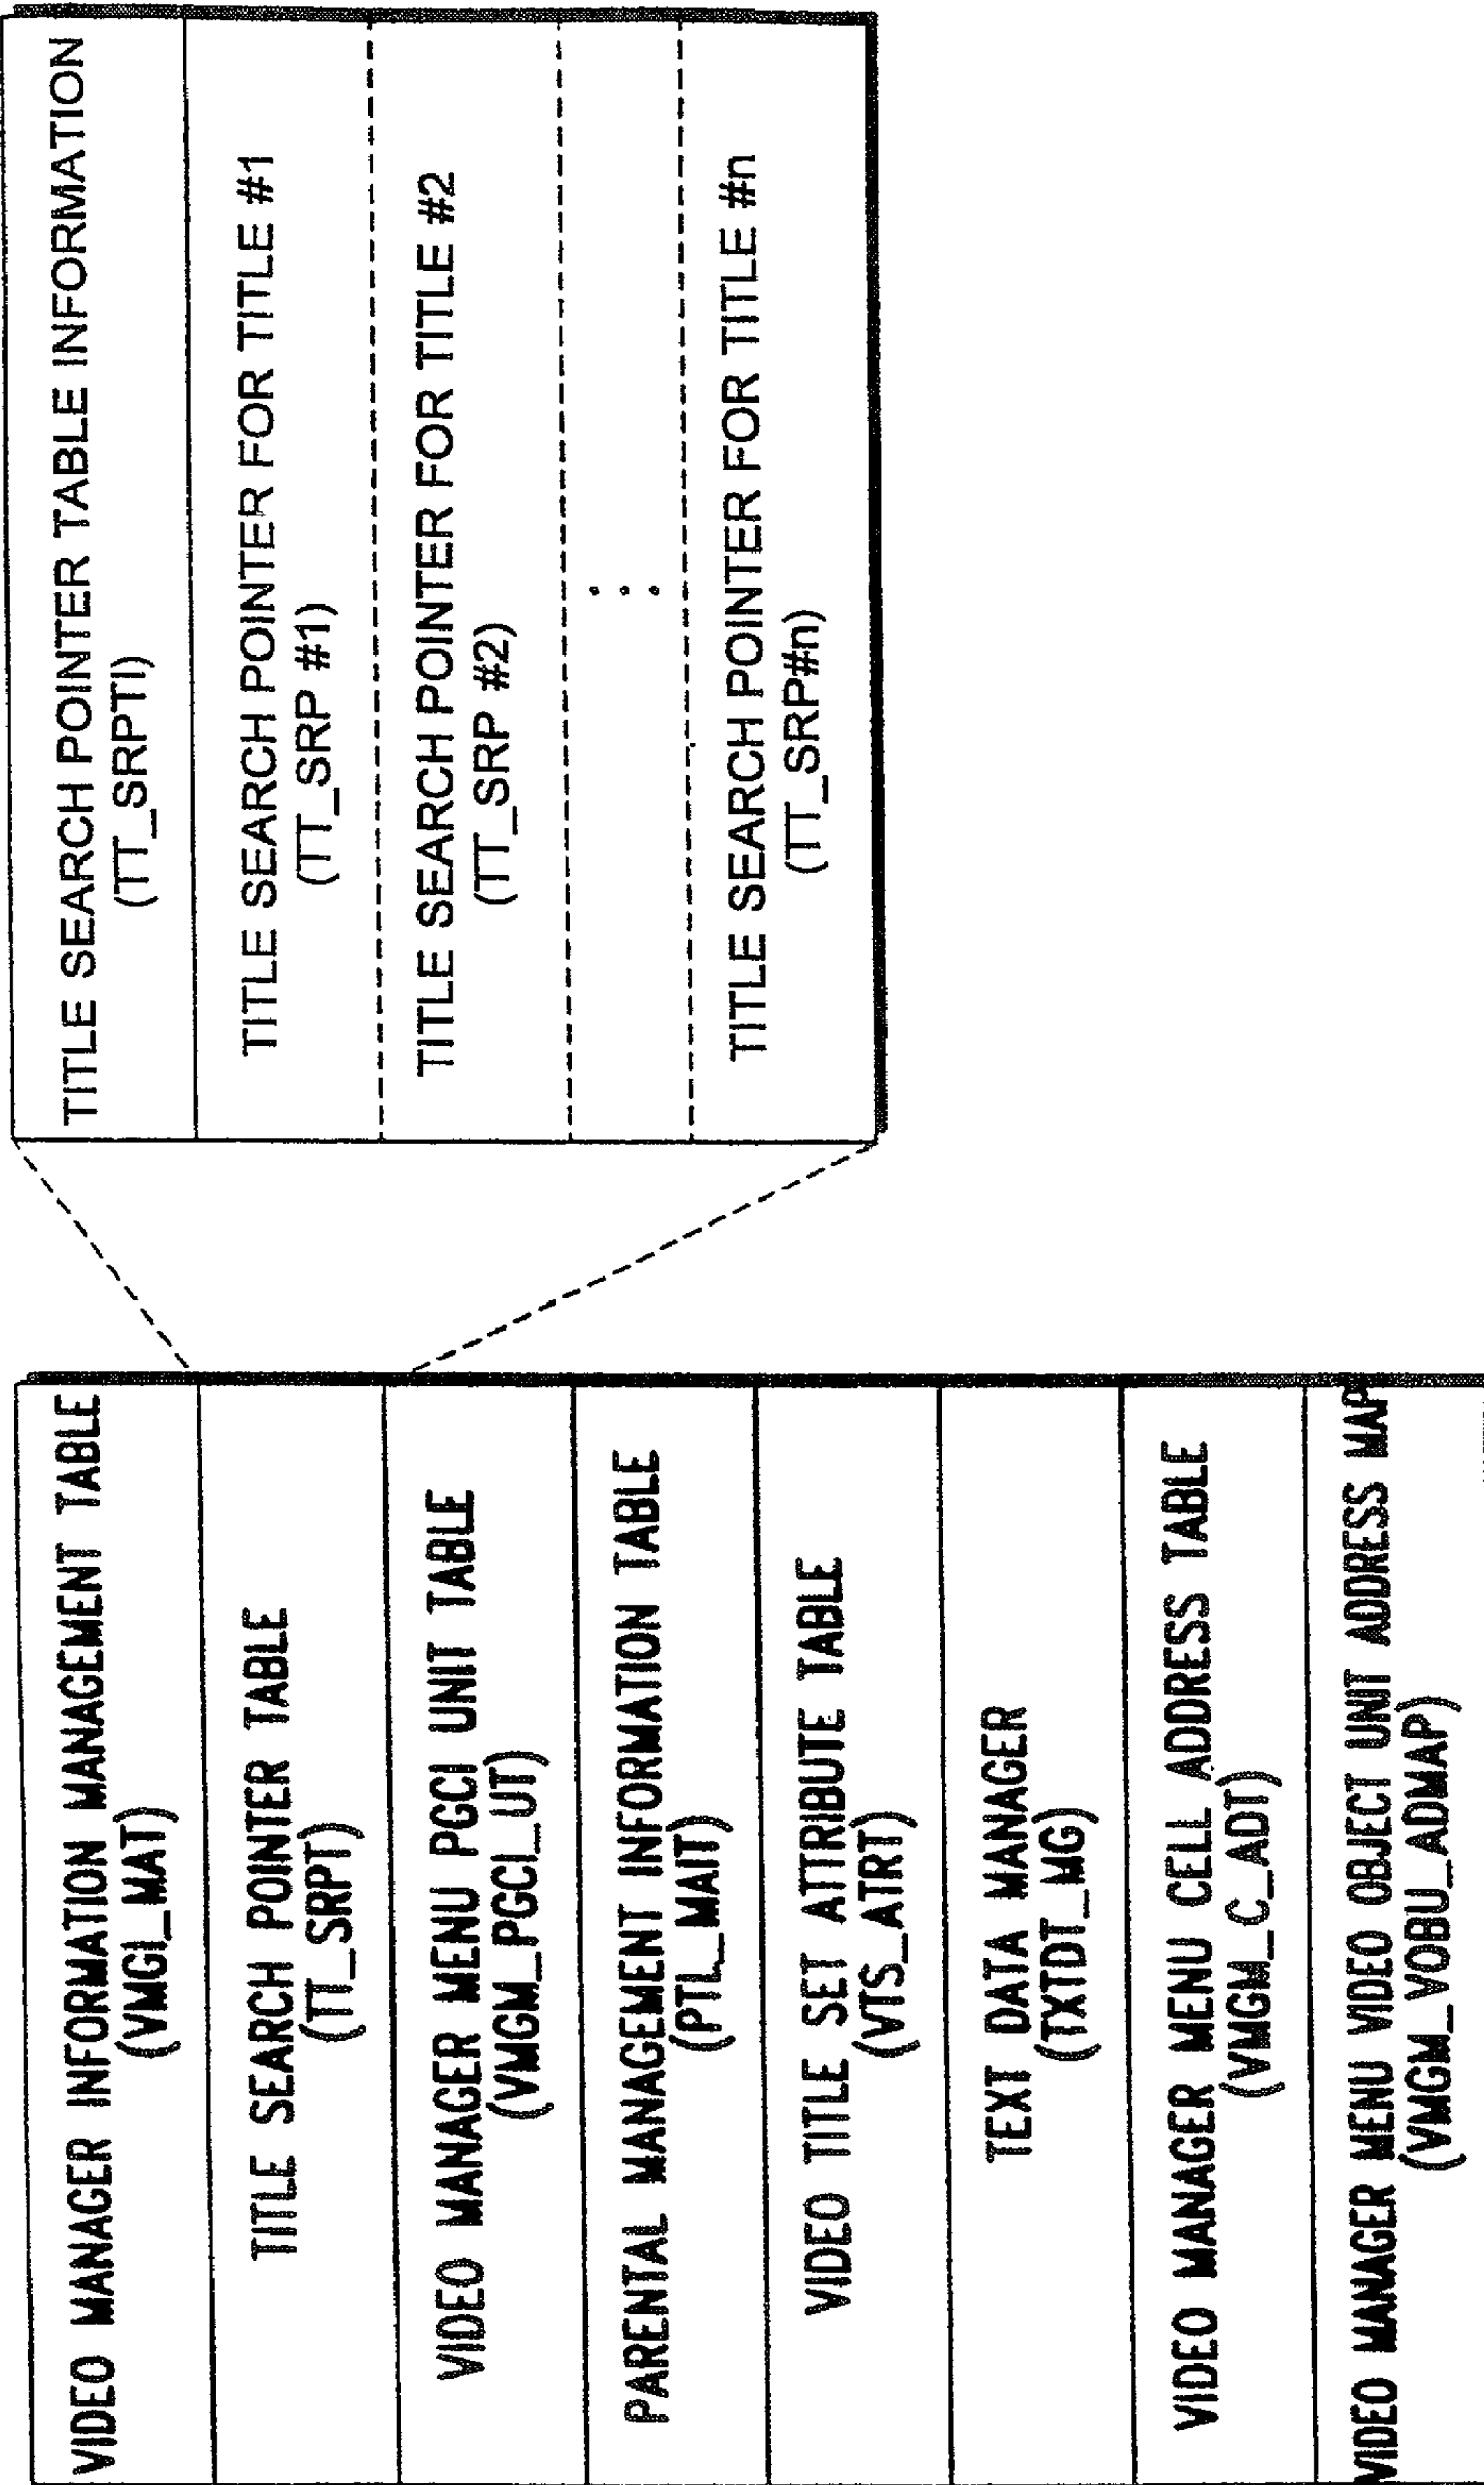 VIDEO MANAGER INFORMATION MANAGEMENT TABLE
(VMGI_MAT)
TITLE SEARCH POINTER TABLE
(TT_SRPT)
VIDEO MANAGER MENU PGCI UNIT TABLE
(VMGM_PGCI_UT)
PARENTAL MANAGEMENT INFORMATION TABLE
(PTL_MAIT)
VIDEO TITLE SET ATTRIBUTE TABLE
(VTS_ATRT)
TEXT DATA MANAGER
(TXTDT_MG)
VIDEO MANAGER MENU CELL ADDRESS TABLE
(VMGM_C_ADT)
VIDEO MANAGER MENU VIDEO OBJECT UNIT ADDRESS MAP
(VMGM_VOBU_ADMAP)
TITLE SEARCH POINTER TABLE INFORMATION
(TT_SRPTI)
TITLE SEARCH POINTER FOR TITLE #1
(TT_SRP #1)
TITLE SEARCH POINTER FOR TITLE #2
(TT_SRP #2)
TITLE SEARCH POINTER FOR TITLE #n
(TT_SRP#n)